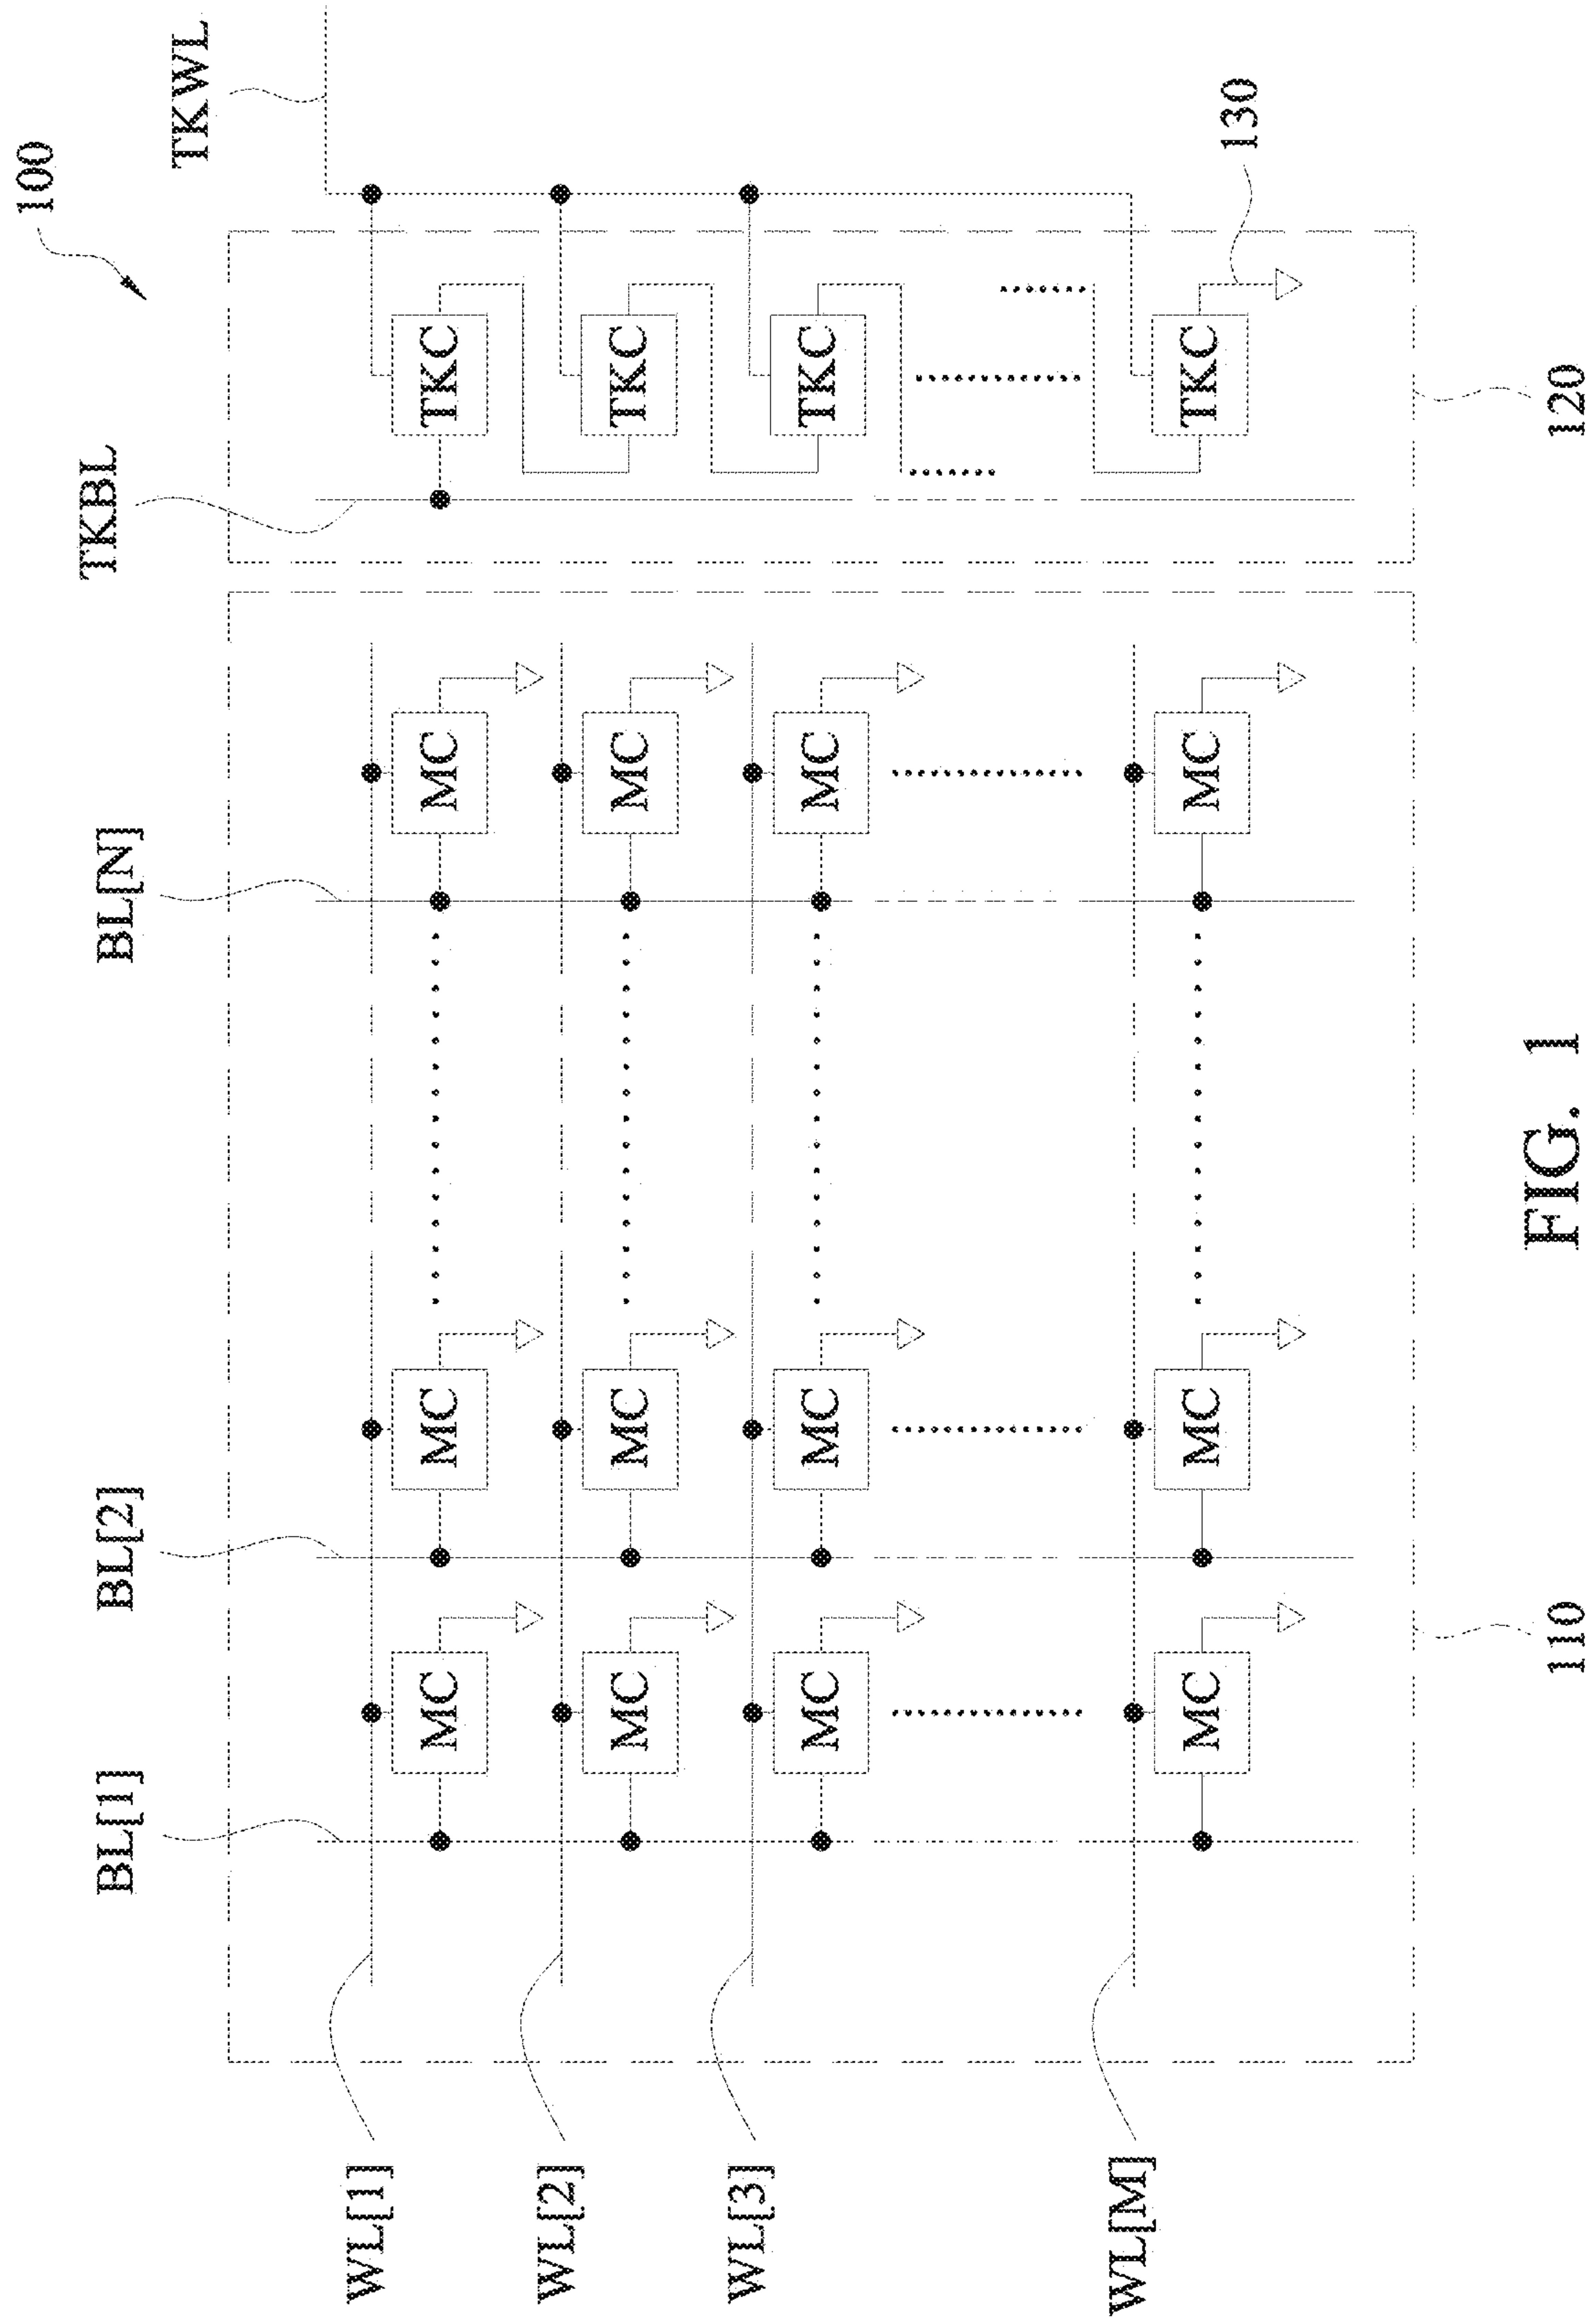 100
TKWL
TKBL
BL[1] BL[2] BL[N]
WL[1]
MC MC MC TKC
WL[2]
MC MC MC TKC
WL[3]
MC MC MC TKC
WL[M]
MC MC MC TKC
130
110 120
FIG. 1